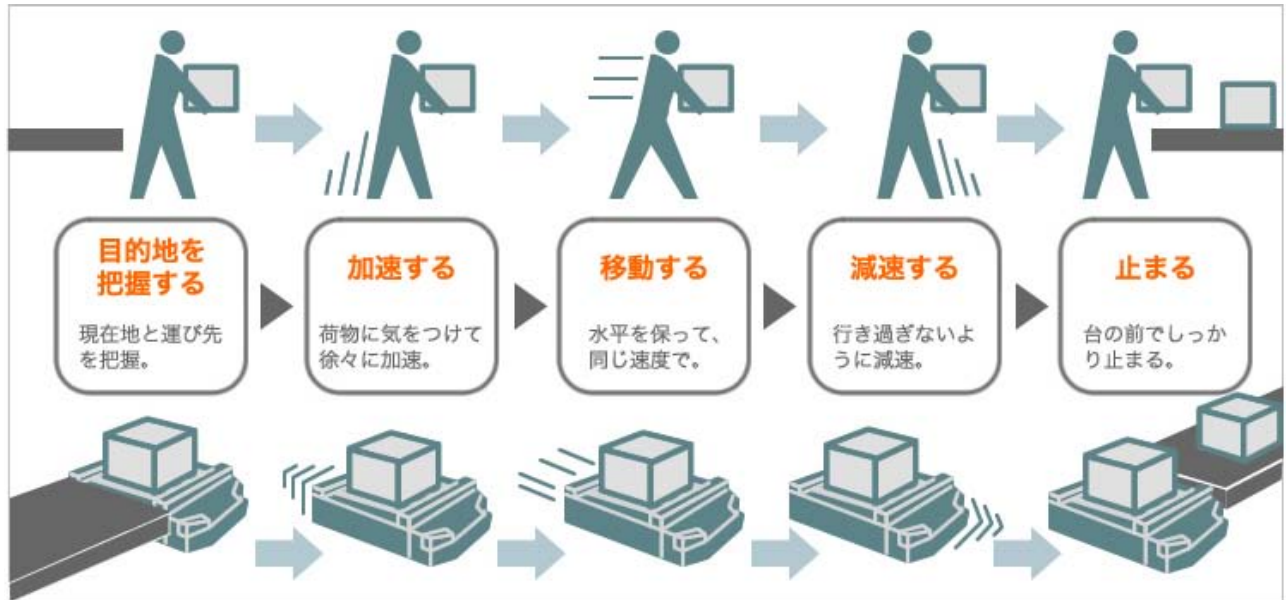 目的地を
把握する
現在地と運び先
を把握。
加速する
荷物に気をつけて
徐々に加速。
移動する
水平を保って、
同じ速度で。
減速する
行き過ぎないよ
うに減速。
止まる
台の前でしっか
り止まる。